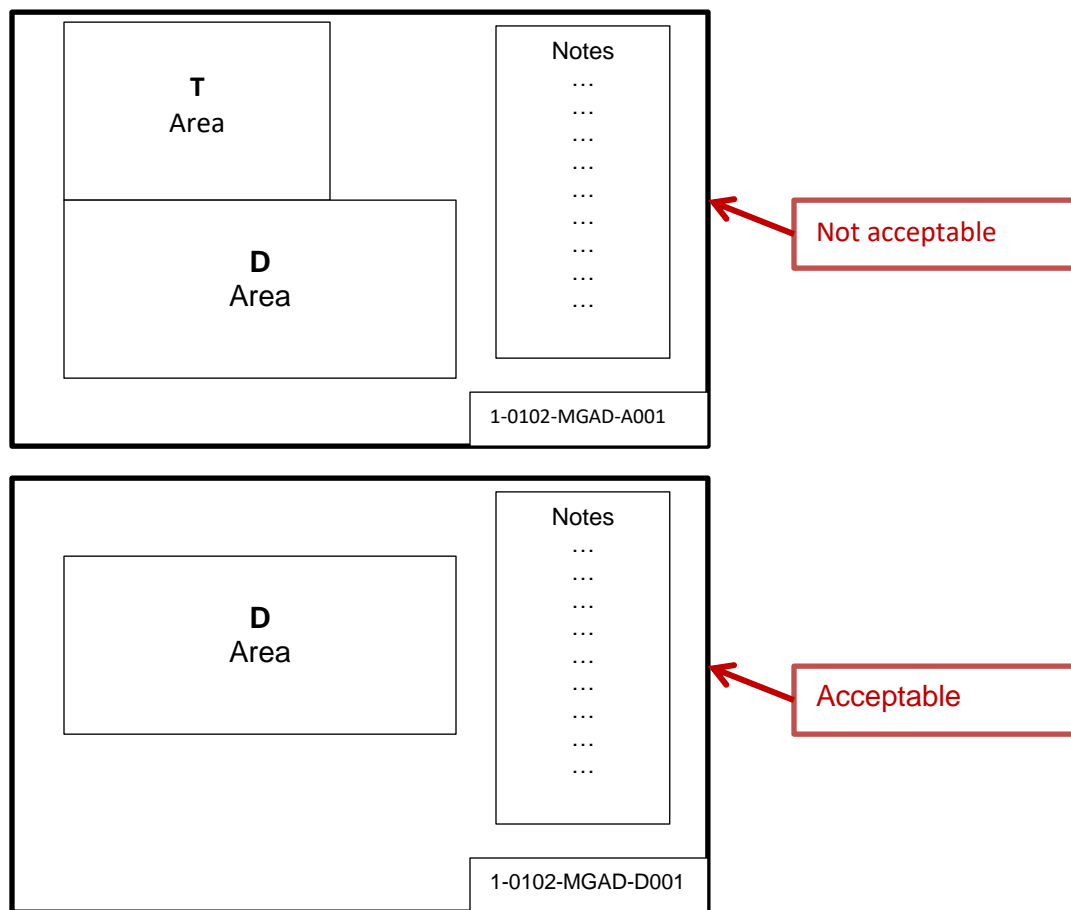 T
Area
D
Area
Notes
…
…
…
…
…
…
…
…
…
1-0102-MGAD-A001
Not acceptable
D
Area
Notes
…
…
…
…
…
…
…
…
…
1-0102-MGAD-D001
Acceptable